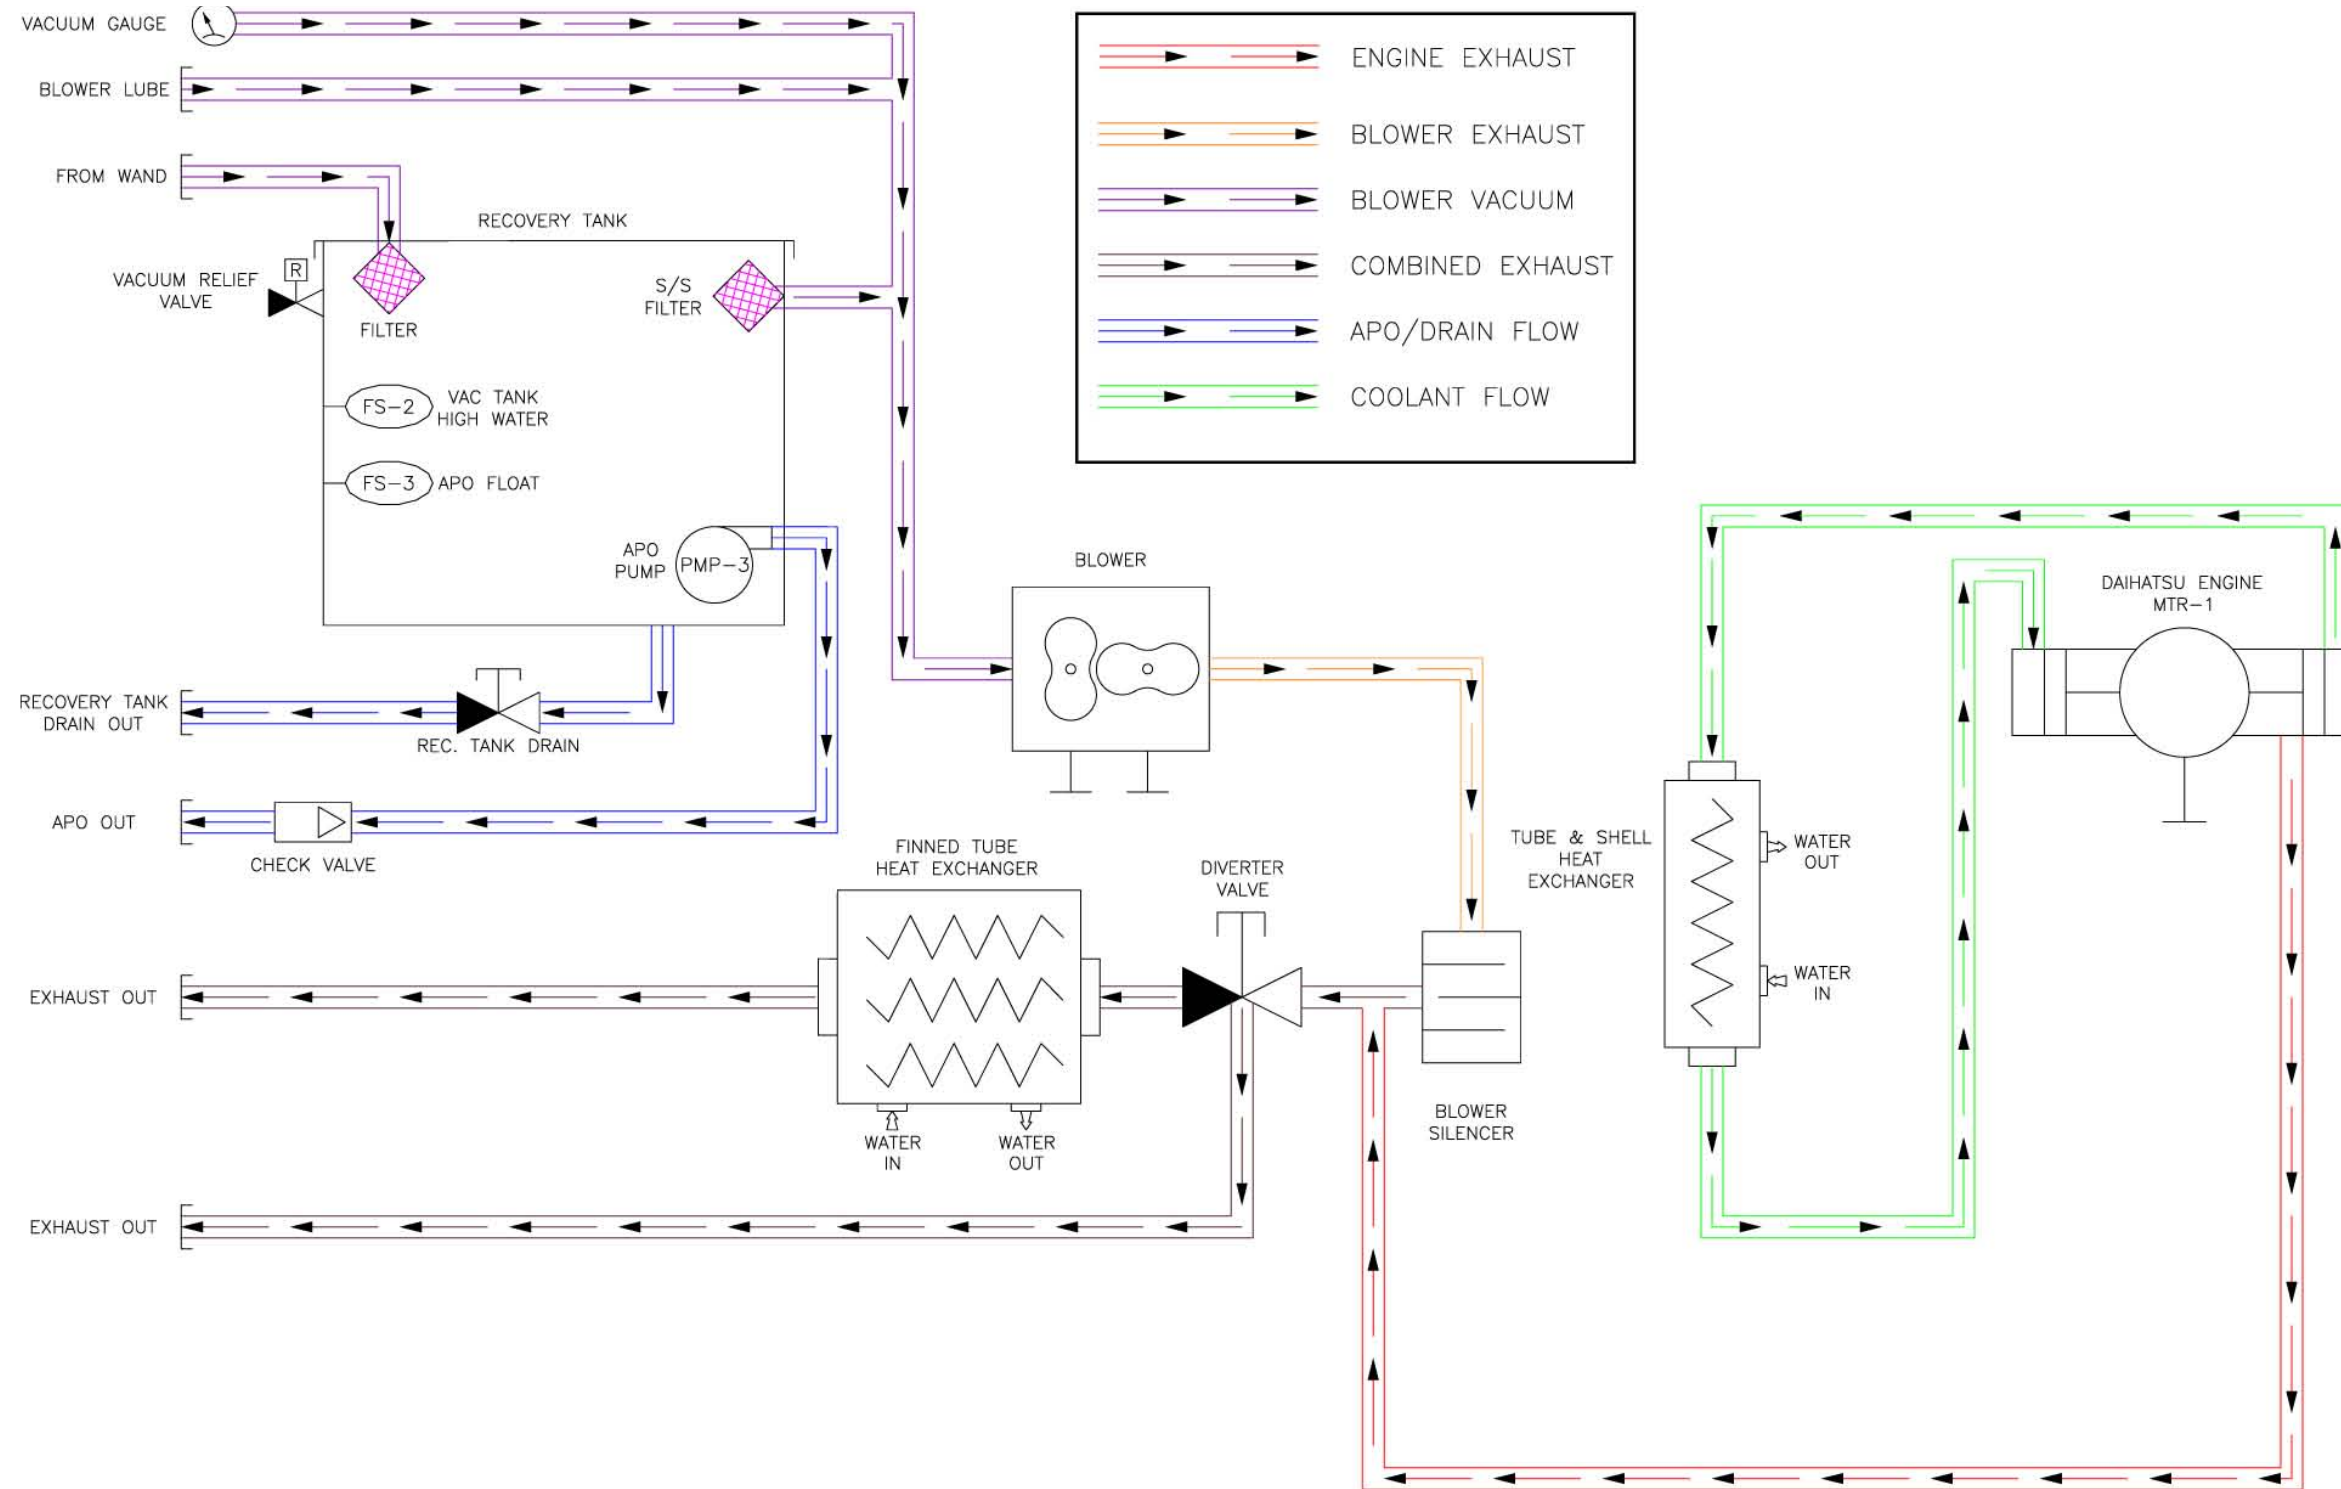 VACUUM GAUGE
BLOWER LUBE
FROM WAND
RECOVERY TANK
VACUUM RELIEF
VALVE
R
FILTER
S/S
FILTER
FS-2
VAC TANK
HIGH WATER
FS-3
APO FLOAT
APO
PUMP
PMP-3
RECOVERY TANK
DRAIN OUT
REC. TANK DRAIN
APO OUT
CHECK VALVE
ENGINE EXHAUST
BLOWER EXHAUST
BLOWER VACUUM
COMBINED EXHAUST
APO/DRAIN FLOW
COOLANT FLOW
BLOWER
DAIHATSU ENGINE
MTR-1
FINNED TUBE
HEAT EXCHANGER
DIVERTER
VALVE
TUBE & SHELL
HEAT
EXCHANGER
WATER
OUT
WATER
IN
EXHAUST OUT
WATER
IN
WATER
OUT
BLOWER
SILENCER
EXHAUST OUT